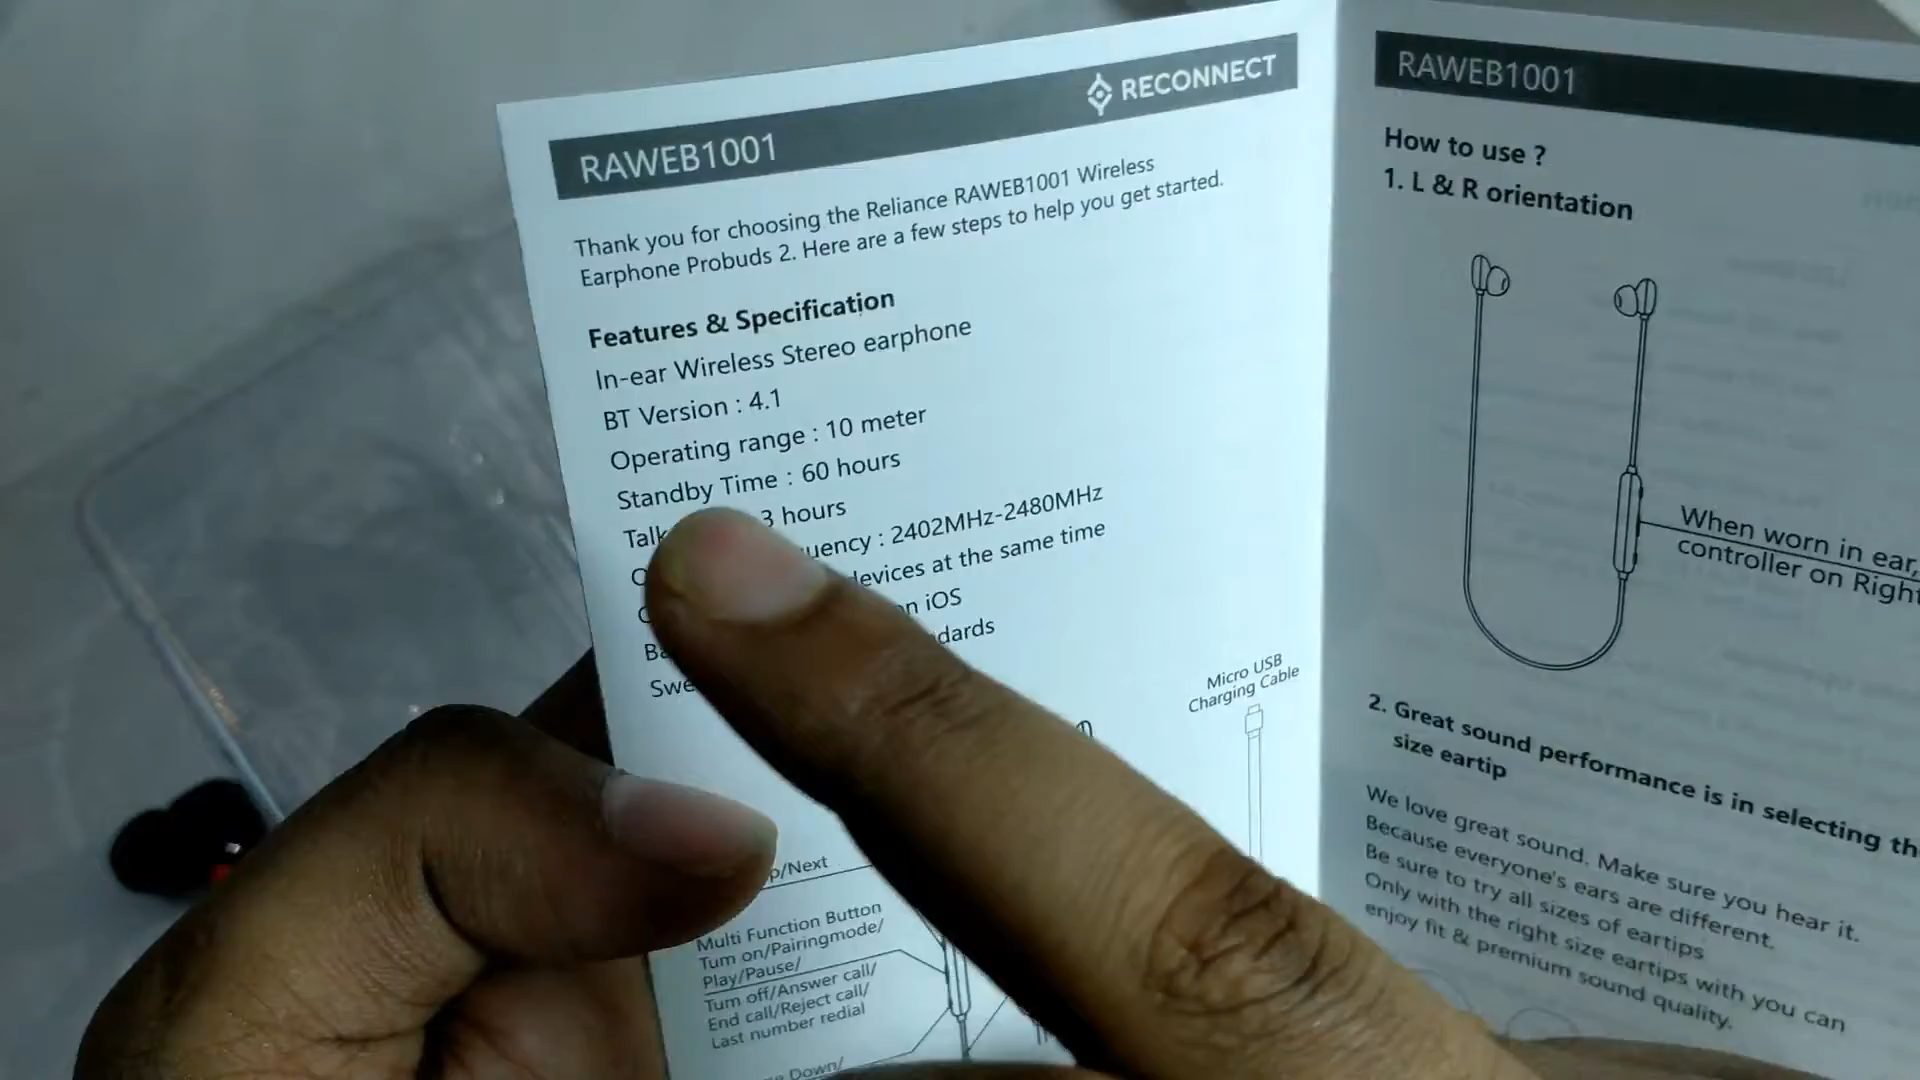 RAWEB1001
RECONNECT
Thank you for choosing the Reliance RAWEB1001 Wireless
Earphone Probuds 2. Here are a few steps to help you get started.
Features & Specification
In-ear Wireless Stereo earphone
BT Version : 4.1
Operating range : 10 meter
Standby Time : 60 hours
Talk 3 hours
: 2402MHz-2480MHz
devices at the same time
iOS
Micro USB
Charging Cable
p/Next
Multi Function Button
Turn on/Pairingmode/
Play/Pause/
Turn off/Answer call/
End call/Reject call/
Last number redial
Down/
RAWEB1001
How to use ?
1. L & R orientation
When worn in ear,
controller on Right
2. Great sound performance is in selecting
size eartip
We love great sound. Make sure you hear it.
Because everyone's ears are different.
Be sure to try all sizes of eartips
Only with the right size eartips with you can
enjoy fit & premium sound quality.